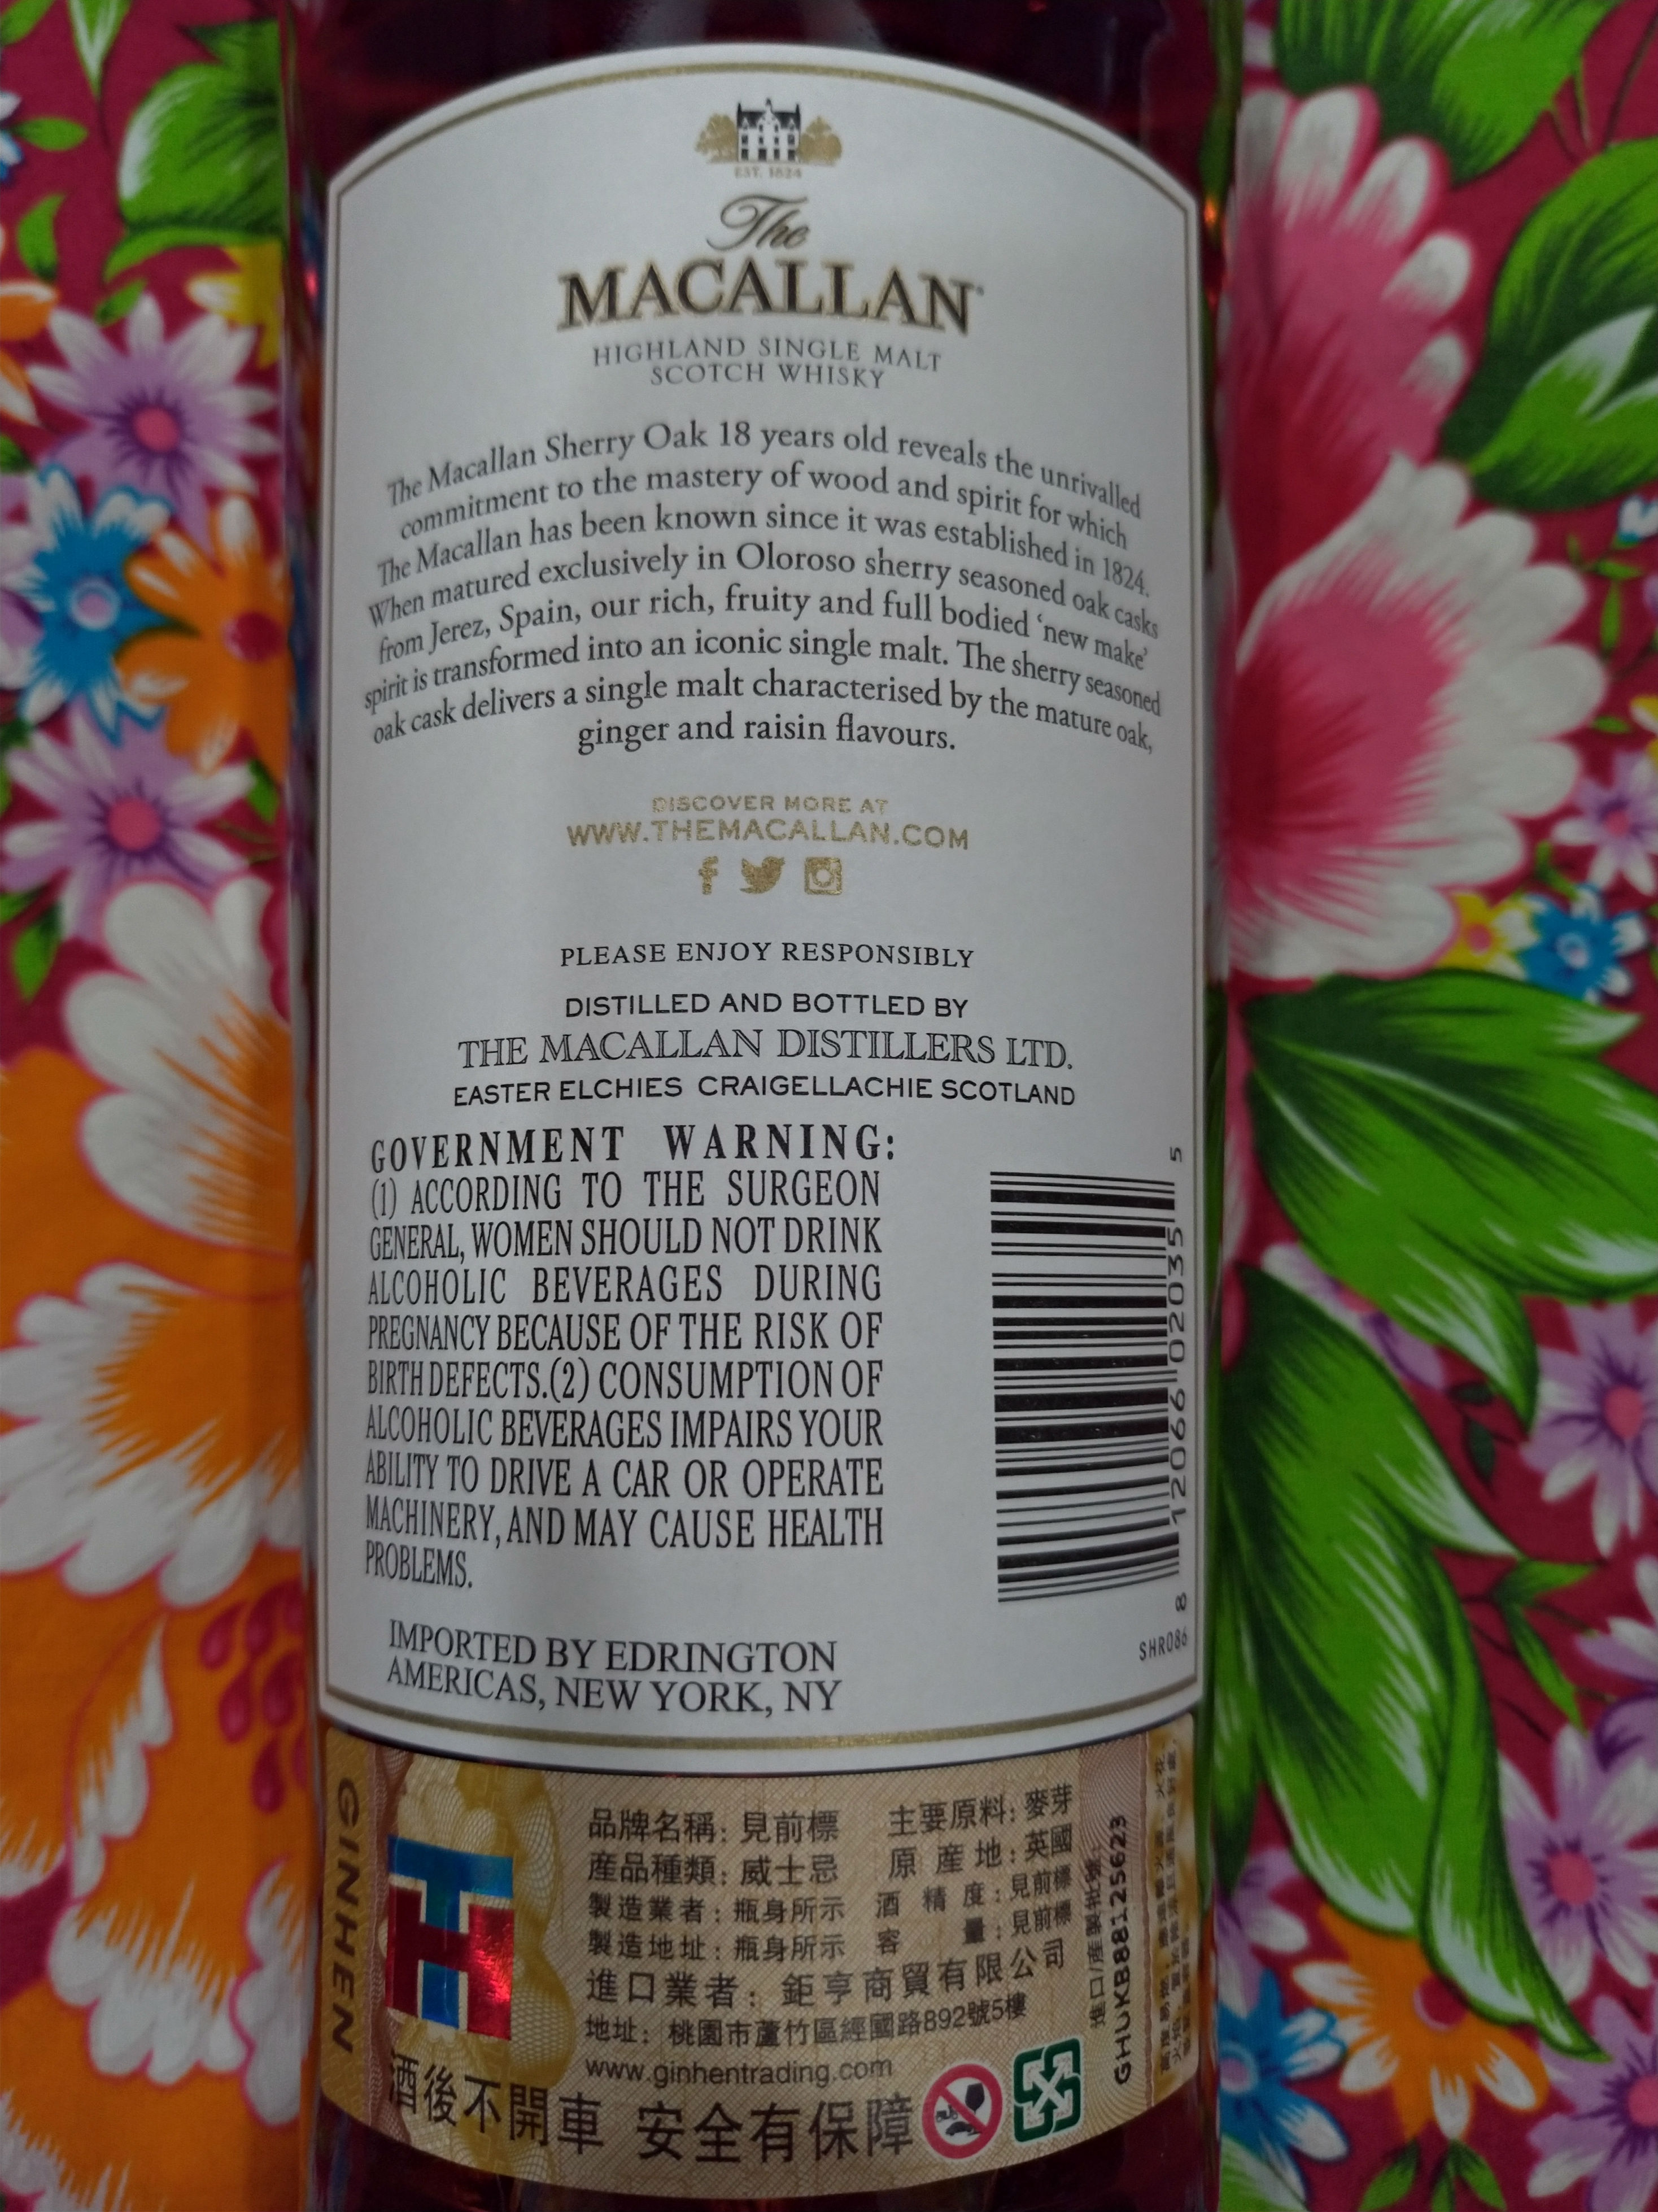 EST. 1824
The
MACALLAN
HIGHLAND SINGLE MALT
SCOTCH WHISKY
The Macallan Sherry Oak 18 years old reveals the unrivalled
commitment to the mastery of wood and spirit for which
The Macallan has been known since it was established in 1824.
When matured exclusively in Oloroso sherry seasoned oak casks
from Jerez, Spain, our rich, fruity and full bodied ‘new make’
spirit is transformed into an iconic single malt. The sherry seasoned
oak cask delivers a single malt characterised by the mature oak,
ginger and raisin flavours.
DISCOVER MORE AT
WWW.THEMACALLAN.COM
PLEASE ENJOY RESPONSIBLY
DISTILLED AND BOTTLED BY
THE MACALLAN DISTILLERS LTD.
EASTER ELCHIES CRAIGELLACHIE SCOTLAND
GOVERNMENT WARNING:
(1) ACCORDING TO THE SURGEON
GENERAL, WOMEN SHOULD NOT DRINK
ALCOHOLIC BEVERAGES DURING
PREGNANCY BECAUSE OF THE RISK OF
BIRTH DEFECTS.(2) CONSUMPTION OF
ALCOHOLIC BEVERAGES IMPAIRS YOUR
ABILITY TO DRIVE A CAR OR OPERATE
MACHINERY, AND MAY CAUSE HEALTH
PROBLEMS.
8 12066 02035 5
SHR086
IMPORTED BY EDRINGTON
AMERICAS, NEW YORK, NY
GINHEN
品牌名稱: 見前標 主要原料: 麥芽
産品種類: 威士忌 原産地: 英國
製造業者: 瓶身所示 酒精度: 見前標
製造地址: 瓶身所示 容量: 見前標
進口業者: 鉅亨商貿有限公司
地址: 桃園市蘆竹區經國路892號5樓
www.ginhentrading.com
酒後不開車 安全有保障
進口/産製批號:
GHUKB88125623